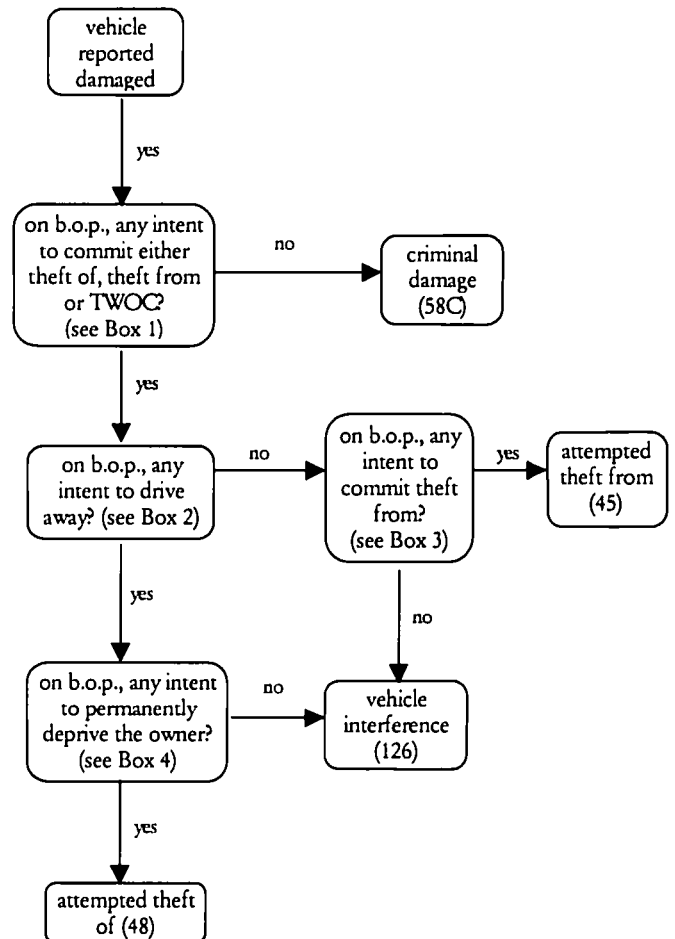 vehicle
reported
damaged
yes
on b.o.p., any intent
to commit either
theft of, theft from
or TWOC?
(see Box 1)
no
criminal
damage
(58C)
yes
on b.o.p., any
intent to drive
away? (see Box 2)
no
on b.o.p., any
intent to
commit theft
from?
(see Box 3)
yes
attempted
theft from
(45)
yes
no
on b.o.p., any intent
to permanently
deprive the owner?
(see Box 4)
no
vehicle
interference
(126)
yes
attempted theft
of (48)